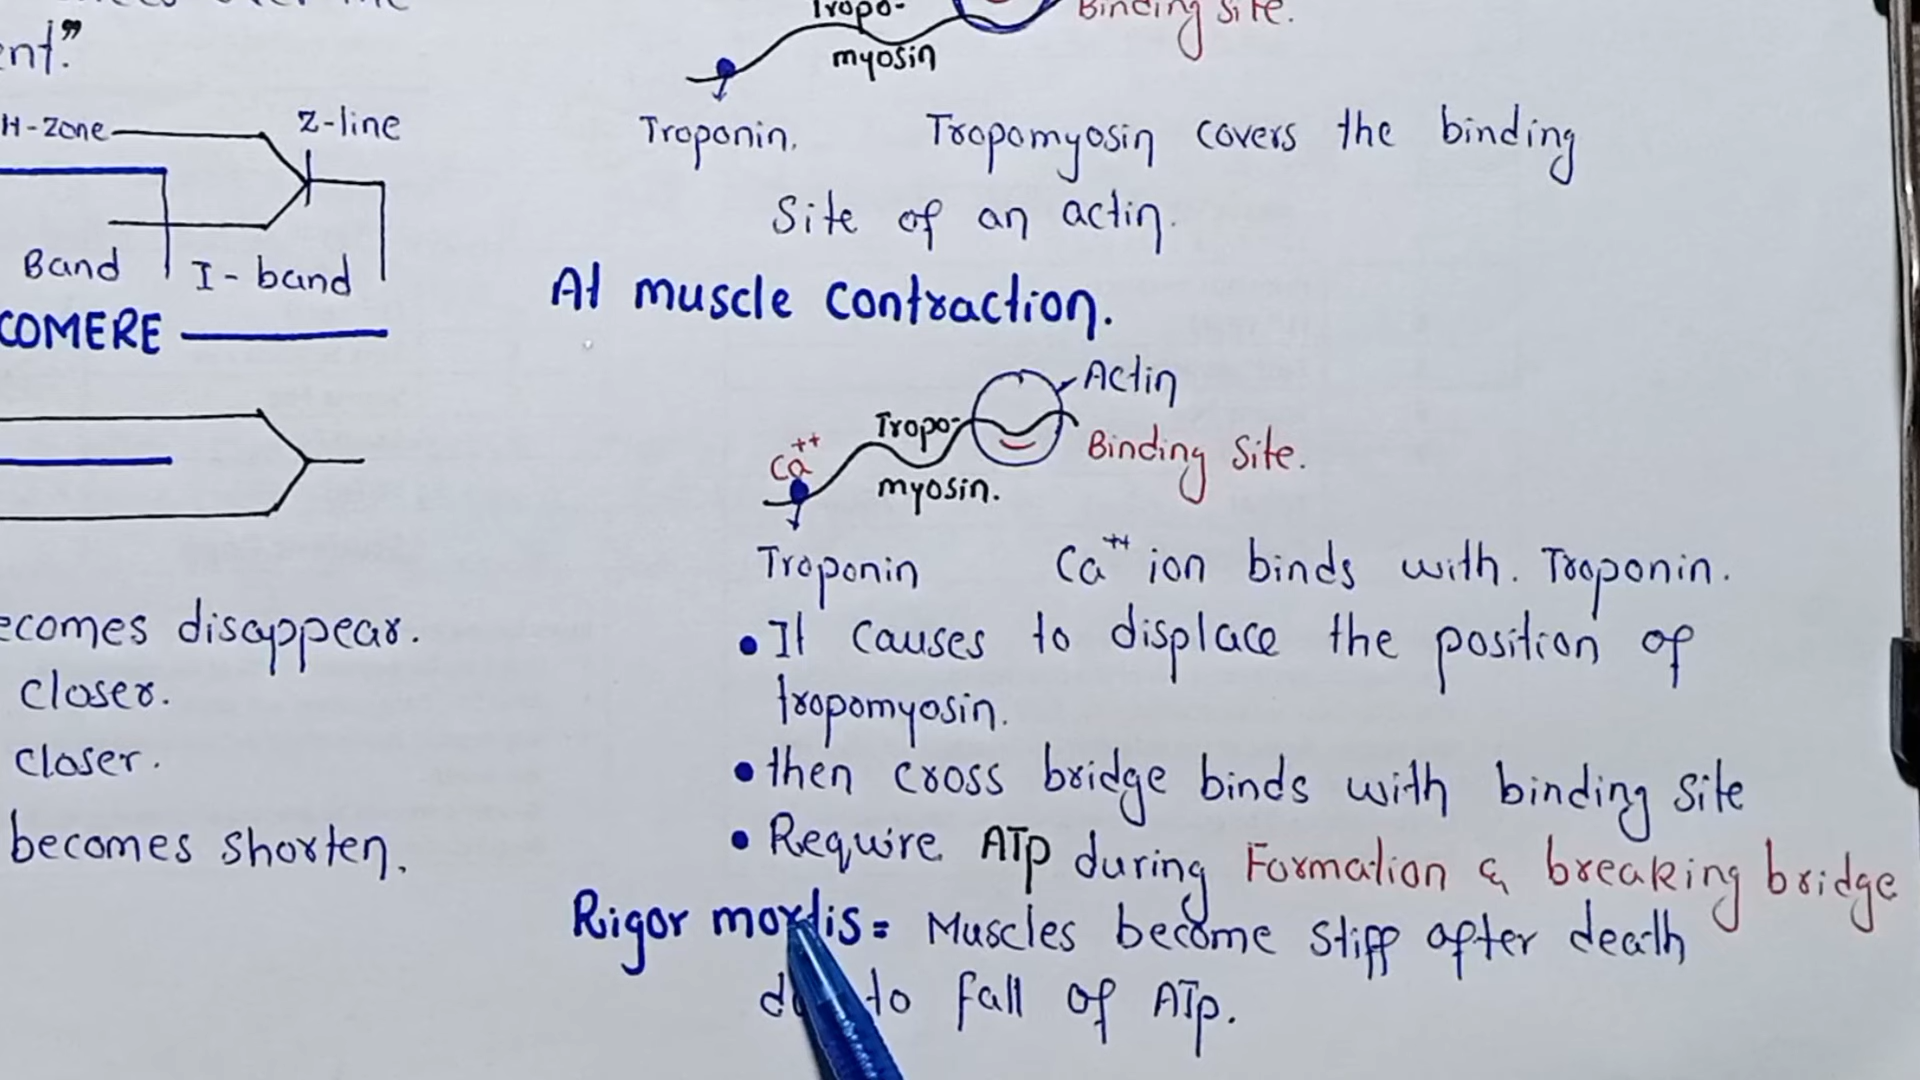 ent."
H-Zone
Z-line
Band
I-band
COMERE
disappear.
closer.
closer.
becomes shorten.
Tropo-
myosin
Binding Site.
Troponin.
Tropomyosin covers the binding
Site of an actin.
At muscle contraction.
Actin
Tropo-
myosin.
Ca++
Binding Site.
Troponin
Ca++ ion binds with. Troponin.
• It causes to displace the position of
tropomyosin.
• then cross bridge binds with binding site
• Require ATP during Formation & breaking bridge
Rigor mortis = Muscles become stiff after death
to fall of ATP.